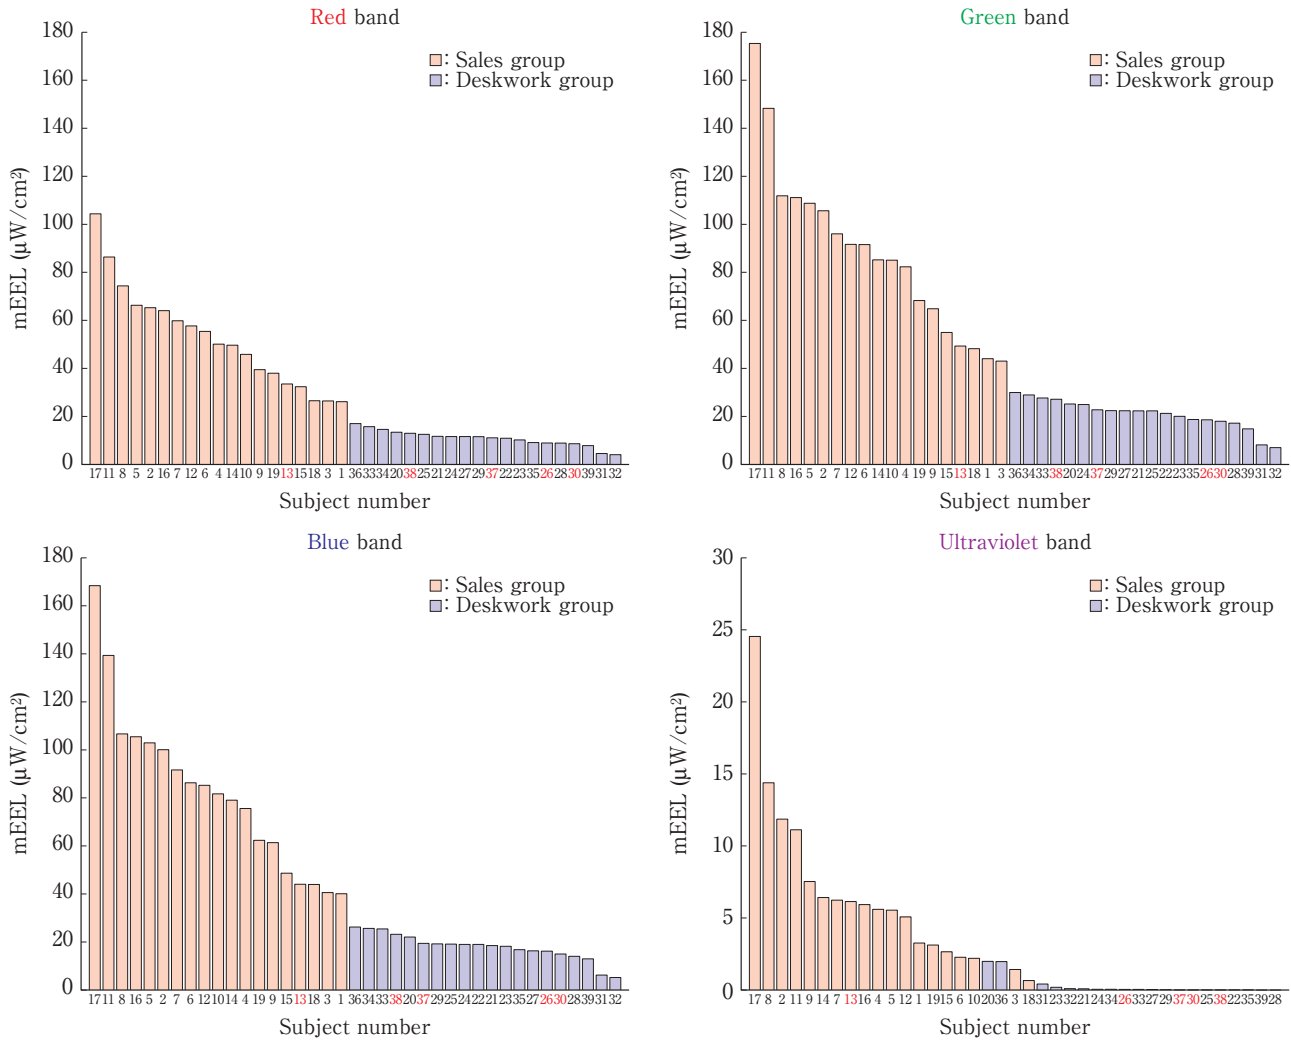 Red band
: Sales group
: Deskwork group
180
160
140
120
100
80
60
40
20
0
mEEL (μW/cm²)
17 11 8 5 2 16 7 12 6 4 14 10 9 19 13 15 18 3 1 36 33 34 20 38 25 21 24 27 29 37 22 23 35 26 28 30 39 31 32
Subject number
Green band
: Sales group
: Deskwork group
180
160
140
120
100
80
60
40
20
0
mEEL (μW/cm²)
17 11 8 16 5 2 7 12 6 14 10 4 19 9 15 13 18 1 3 36 34 33 38 20 24 37 29 27 21 25 22 23 35 26 30 28 39 31 32
Subject number
Blue band
: Sales group
: Deskwork group
180
160
140
120
100
80
60
40
20
0
mEEL (μW/cm²)
17 11 8 16 5 2 7 6 12 10 14 4 19 9 15 13 18 3 1 36 34 33 38 20 37 29 25 24 22 21 23 35 27 26 30 28 39 31 32
Subject number
Ultraviolet band
: Sales group
: Deskwork group
30
25
20
15
10
5
0
mEEL (μW/cm²)
17 8 2 11 9 14 7 13 16 4 5 12 1 19 15 6 10 20 36 3 18 31 23 32 21 24 34 26 33 27 29 37 30 25 38 22 35 39 28
Subject number